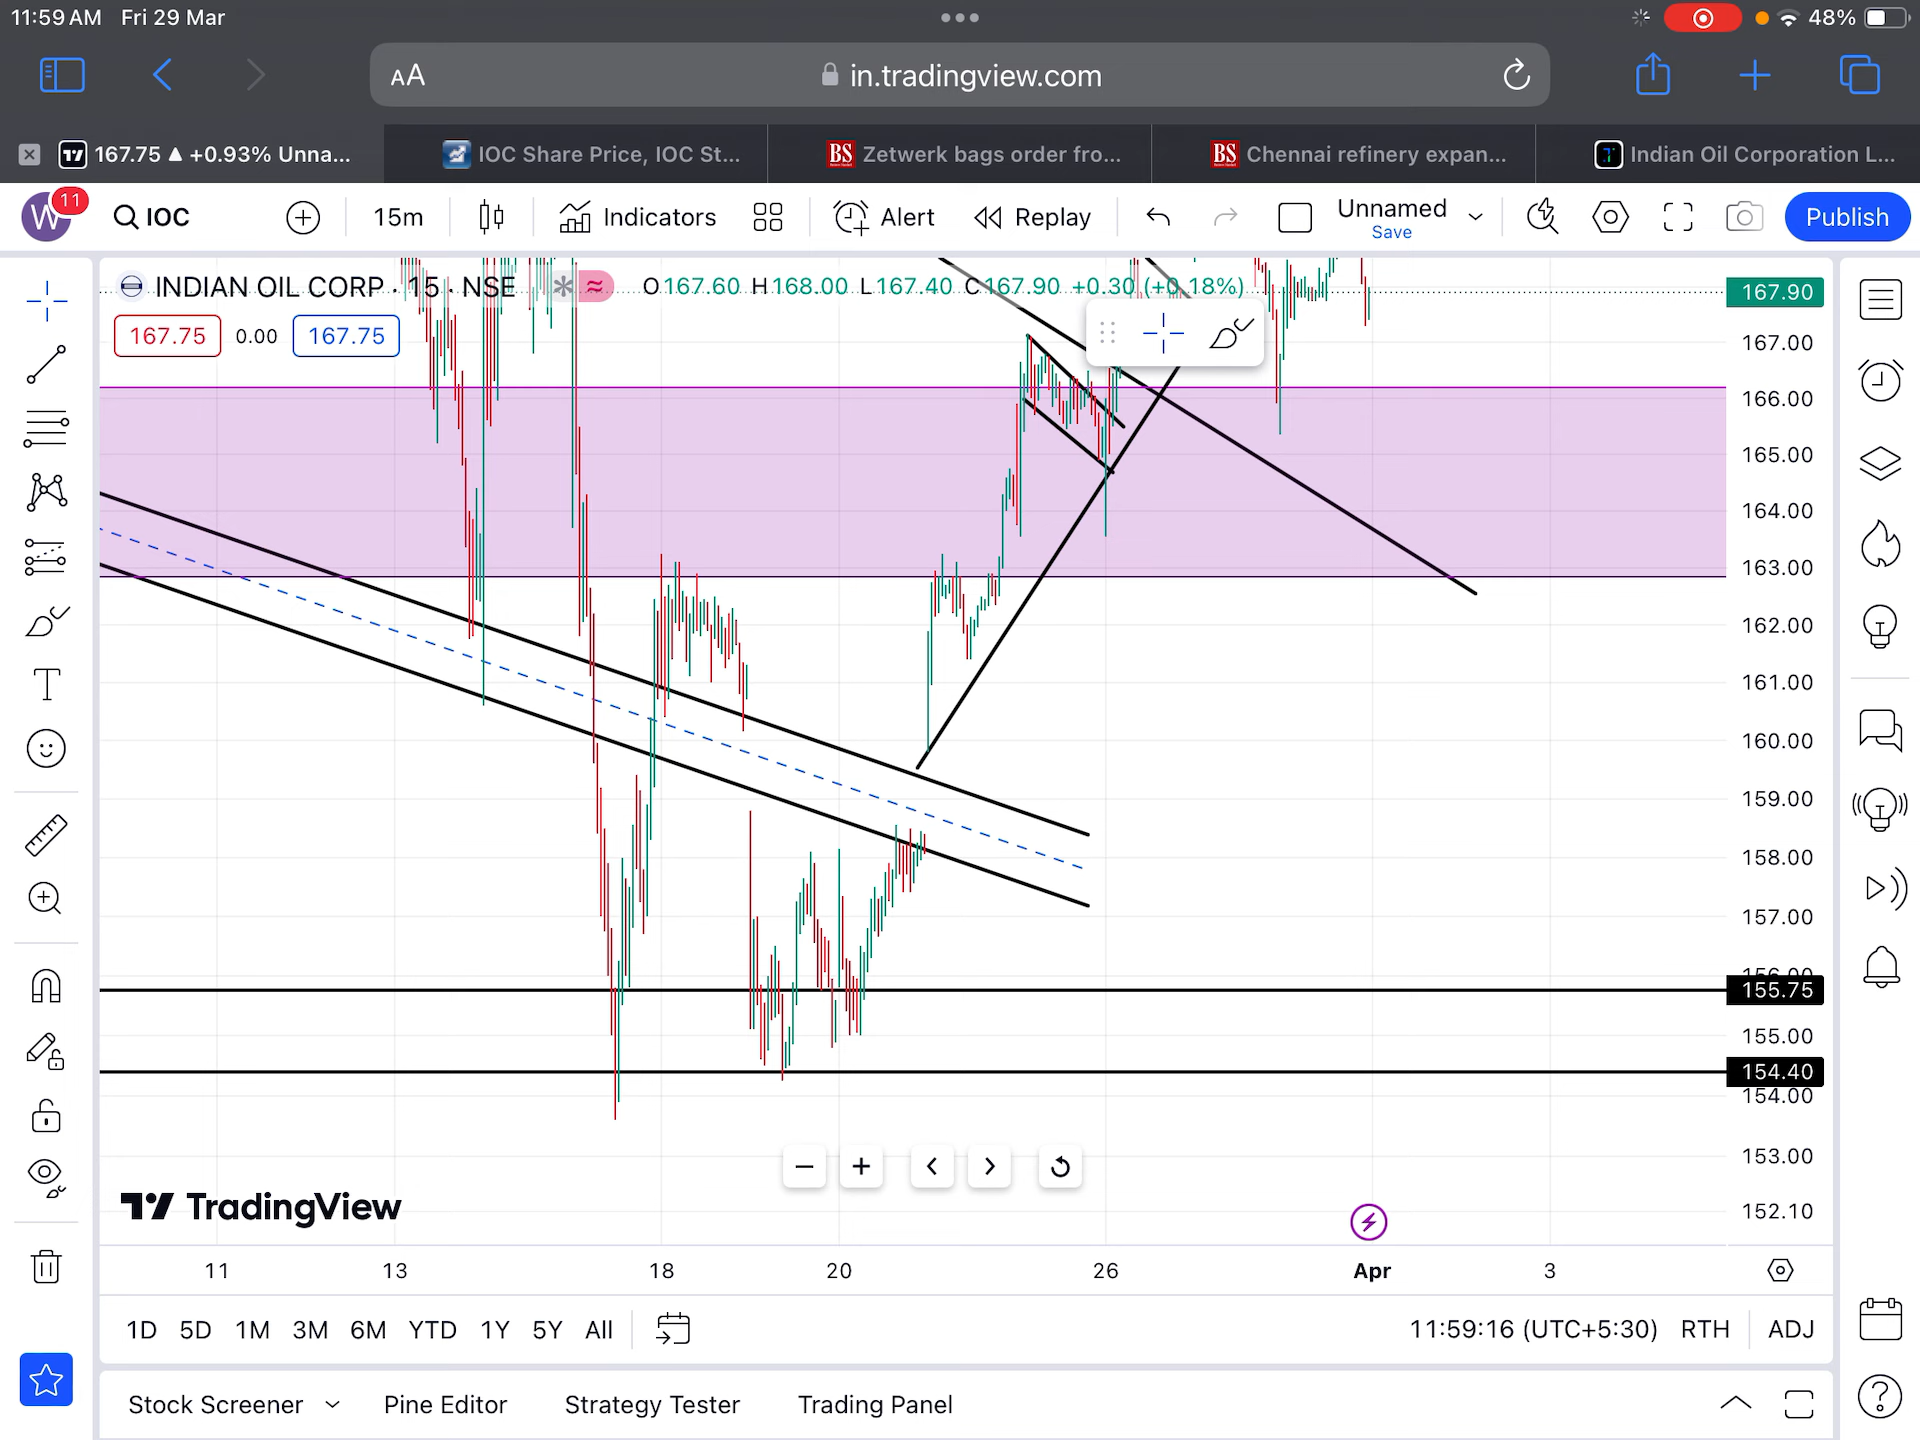 11:59 AM Fri 29 Mar
48%
AA in.tradingview.com
167.75 ▲ +0.93% Unna...
IOC Share Price, IOC St...
BS Zetwerk bags order fro...
BS Chennai refinery expan...
Indian Oil Corporation L...
W 11 IOC 15m Indicators Alert Replay Unnamed Publish
Save
INDIAN OIL CORP · 15 · NSE O167.60 H168.00 L167.40 C167.90 +0.30 (+0.18%)
167.75 0.00 167.75
167.90
167.00
166.00
165.00
164.00
163.00
162.00
161.00
160.00
159.00
158.00
157.00
156.00
155.75
155.00
154.40
154.00
153.00
152.10
TradingView
11 13 18 20 26 Apr 3
1D 5D 1M 3M 6M YTD 1Y 5Y All 11:59:16 (UTC+5:30) RTH ADJ
Stock Screener Pine Editor Strategy Tester Trading Panel